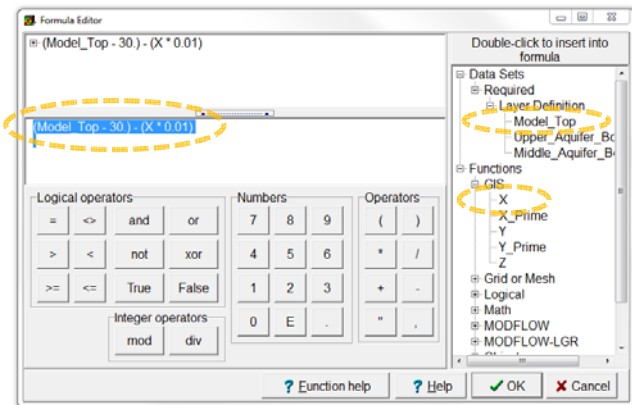 Formula Editor
(Model_Top - 30.) - (X * 0.01)
(Model_Top - 30.) - (X * 0.01)
Logical operators
= <> and or
> < not xor
>= <= True False
Integer operators
mod div
Numbers
7 8 9
4 5 6
1 2 3
0 E .
Operators
( )
* /
+ -
" ,
Double-click to insert into
formula
Data Sets
Required
Layer Definition
Model_Top
Upper_Aquifer_Bo
Middle_Aquifer_B
Functions
GIS
X
X_Prime
Y
Y_Prime
Z
Grid or Mesh
Logical
Math
MODFLOW
MODFLOW-LGR
? Function help ? Help OK Cancel